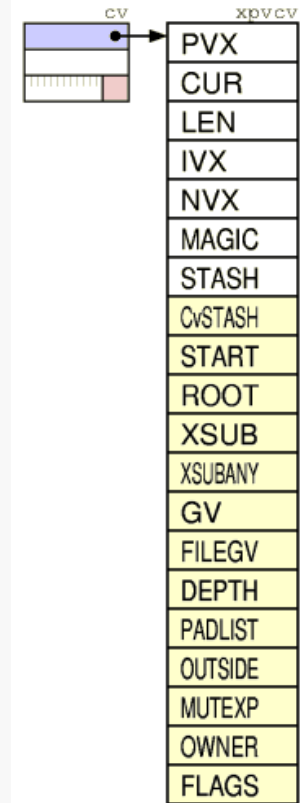 cv xpvcv
PVX
CUR
LEN
IVX
NVX
MAGIC
STASH
CvSTASH
START
ROOT
XSUB
XSUBANY
GV
FILEGV
DEPTH
PADLIST
OUTSIDE
MUTEXP
OWNER
FLAGS